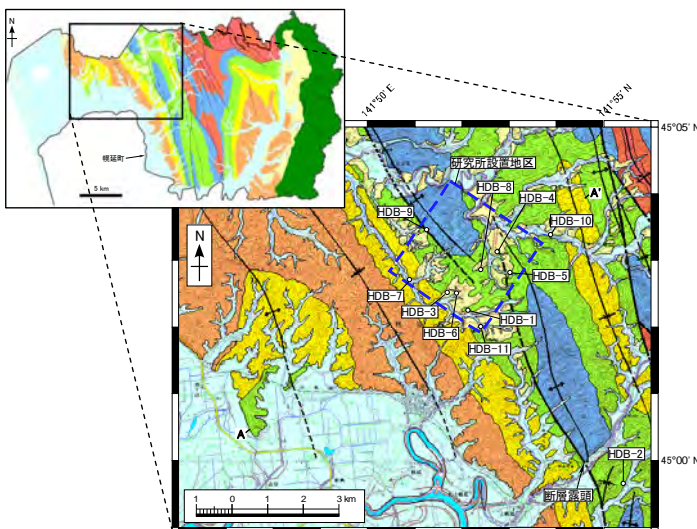 N
幌延町
5 km
141°50' E
141°55' N
45°05' N
研究所設置地区
HDB-8
HDB-4
A'
HDB-9
HDB-10
N
HDB-5
HDB-7
HDB-3
HDB-1
HDB-6
HDB-11
A
HDB-2
45°00' N
断層露頭
1 0 1 2 3 km